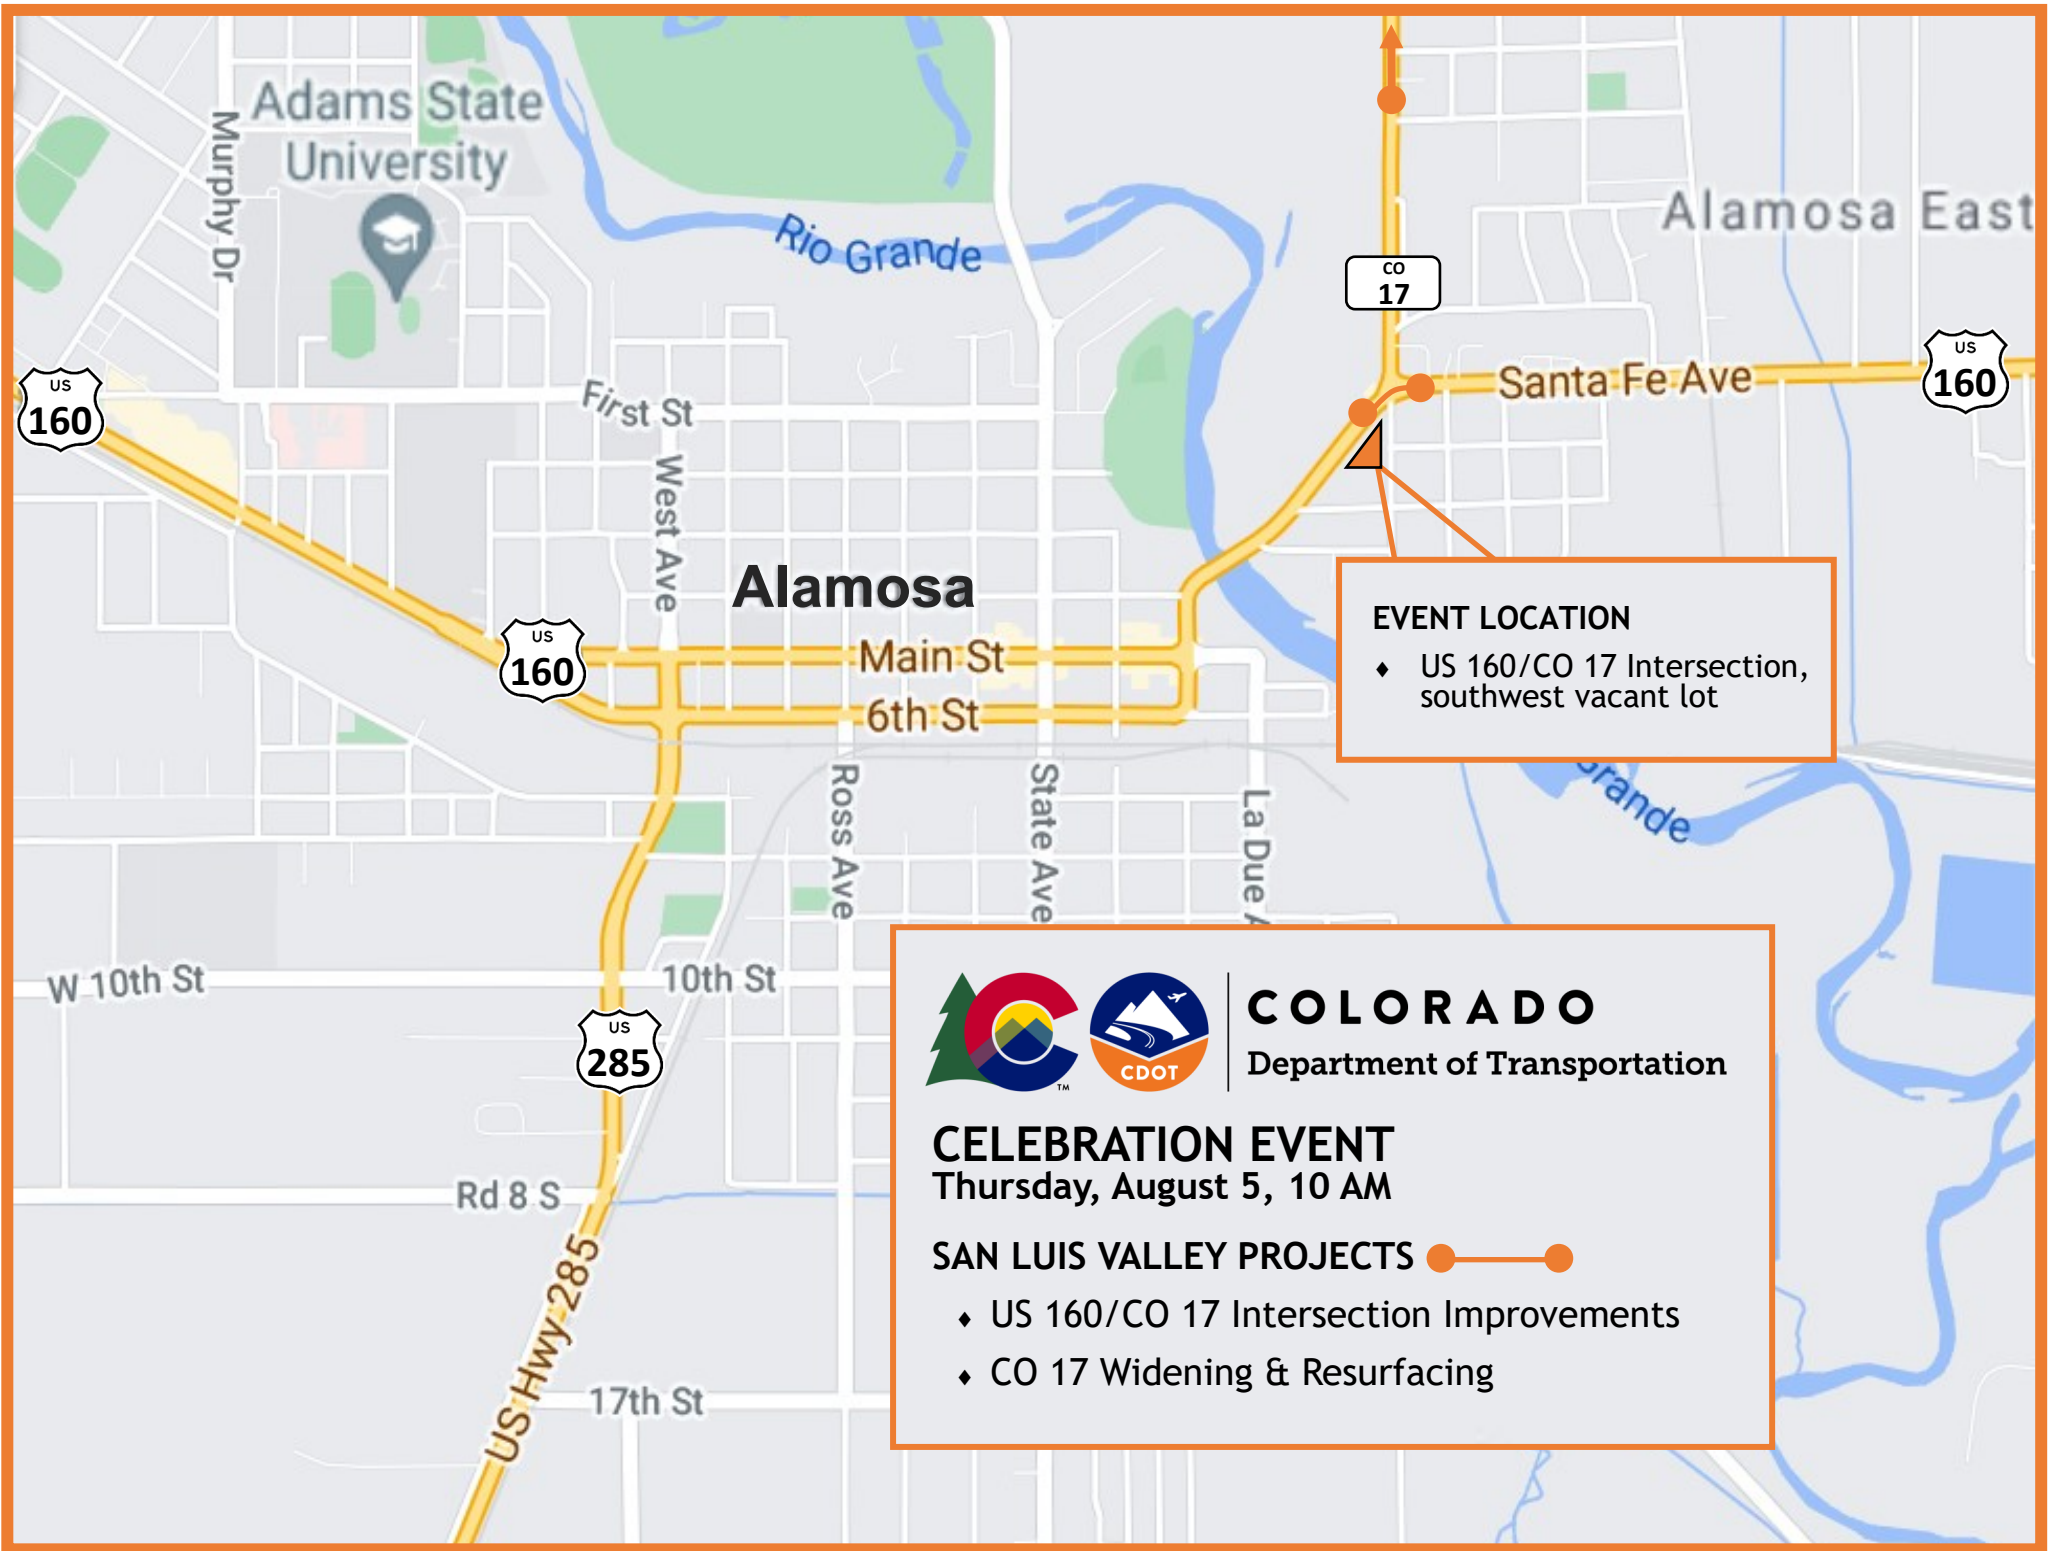 Adams State
University
Murphy Dr
Rio Grande
Alamosa East
CO
17
US
160
Santa Fe Ave
US
160
First St
West Ave
Alamosa
US
160
Main St
6th St
EVENT LOCATION
♦ US 160/CO 17 Intersection,
southwest vacant lot
Grande
Ross Ave
State Ave
La Due A
W 10th St
10th St
US
285
Rd 8 S
US Hwy 285
17th St
TM
CDOT
COLORADO
Department of Transportation
CELEBRATION EVENT
Thursday, August 5, 10 AM
SAN LUIS VALLEY PROJECTS
♦ US 160/CO 17 Intersection Improvements
♦ CO 17 Widening & Resurfacing